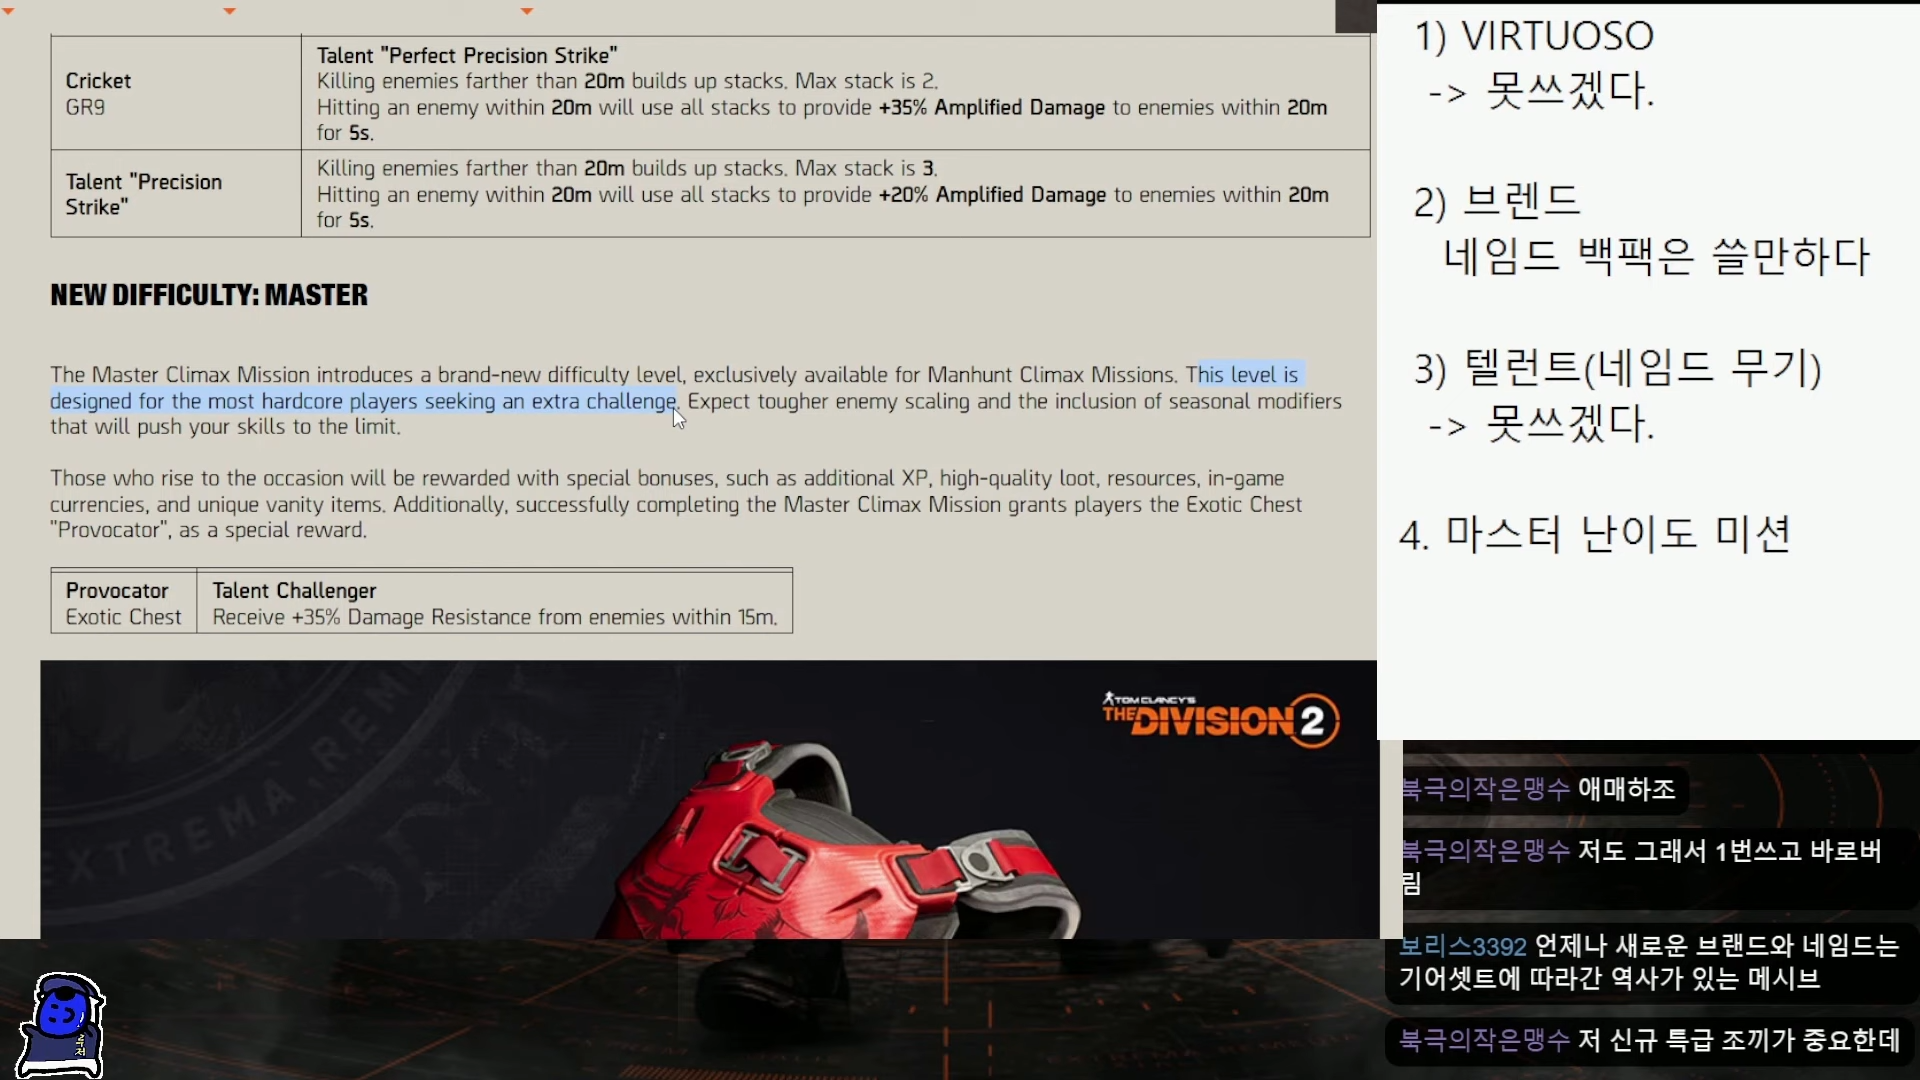 Cricket
GR9
Talent "Perfect Precision Strike"
Killing enemies farther than 20m builds up stacks. Max stack is 2.
Hitting an enemy within 20m will use all stacks to provide +35% Amplified Damage to enemies within 20m
for 5s.
Talent "Precision
Strike"
Killing enemies farther than 20m builds up stacks. Max stack is 3.
Hitting an enemy within 20m will use all stacks to provide +20% Amplified Damage to enemies within 20m
for 5s.
NEW DIFFICULTY: MASTER
The Master Climax Mission introduces a brand-new difficulty level, exclusively available for Manhunt Climax Missions. This level is
designed for the most hardcore players seeking an extra challenge. Expect tougher enemy scaling and the inclusion of seasonal modifiers
that will push your skills to the limit.
Those who rise to the occasion will be rewarded with special bonuses, such as additional XP, high-quality loot, resources, in-game
currencies, and unique vanity items. Additionally, successfully completing the Master Climax Mission grants players the Exotic Chest
"Provocator", as a special reward.
Provocator
Exotic Chest
Talent Challenger
Receive +35% Damage Resistance from enemies within 15m.
TOM CLANCY'S
THE DIVISION 2
EXTREMA REM
1) VIRTUOSO
-> 못쓰겠다.
2) 브렌드
네임드 백팩은 쓸만하다
3) 텔런트(네임드 무기)
-> 못쓰겠다.
4. 마스터 난이도 미션
북극의작은맹수 애매하조
북극의작은맹수 저도 그래서 1번쓰고 바로버
림
보리스3392 언제나 새로운 브랜드와 네임드는
기어셋트에 따라간 역사가 있는 메시브
북극의작은맹수 저 신규 특급 조끼가 중요한데